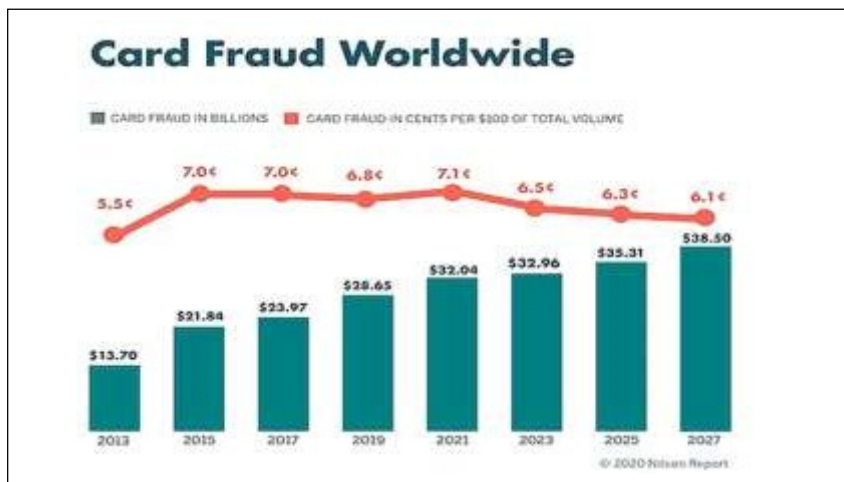 Card Fraud Worldwide
CARD FRAUD IN BILLIONS CARD FRAUD IN CENTS PER $100 OF TOTAL VOLUME
5.5¢ 7.0¢ 7.0¢ 6.8¢ 7.1¢ 6.5¢ 6.3¢ 6.1¢
$13.70 $21.84 $23.97 $28.65 $32.04 $32.96 $35.31 $38.50
2013 2015 2017 2019 2021 2023 2025 2027
© 2020 Nilson Report